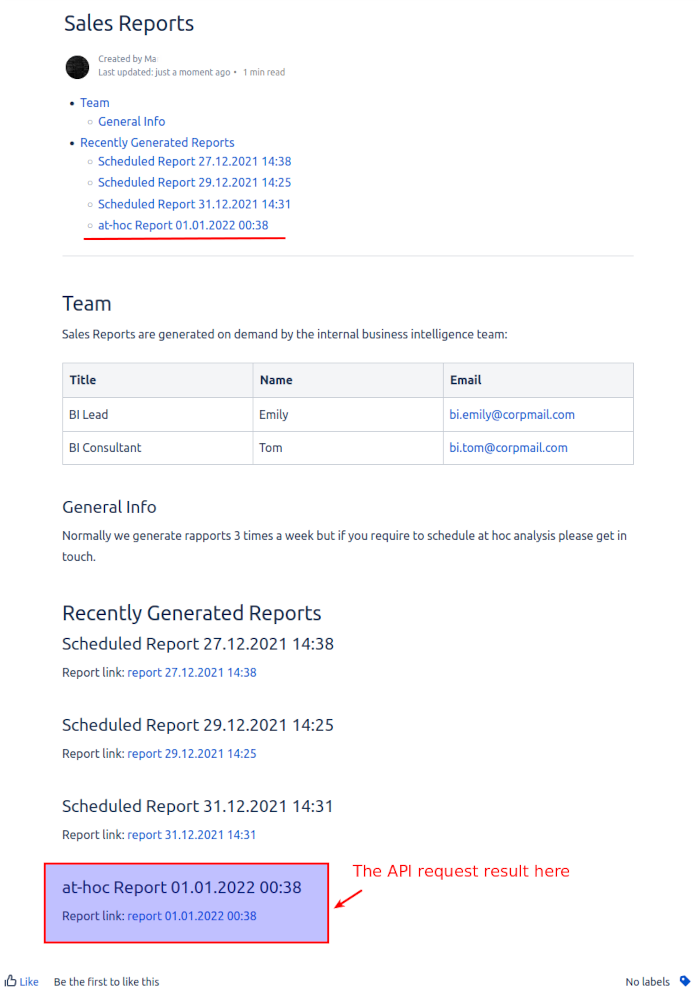 Sales Reports
Created by Ma
Last updated: just a moment ago • 1 min read
• Team
◦ General Info
• Recently Generated Reports
◦ Scheduled Report 27.12.2021 14:38
◦ Scheduled Report 29.12.2021 14:25
◦ Scheduled Report 31.12.2021 14:31
◦ at-hoc Report 01.01.2022 00:38
Team
Sales Reports are generated on demand by the internal business intelligence team:
Title Name Email
BI Lead Emily bi.emily@corpmail.com
BI Consultant Tom bi.tom@corpmail.com
General Info
Normally we generate rapports 3 times a week but if you require to schedule at hoc analysis please get in
touch.
Recently Generated Reports
Scheduled Report 27.12.2021 14:38
Report link: report 27.12.2021 14:38
Scheduled Report 29.12.2021 14:25
Report link: report 29.12.2021 14:25
Scheduled Report 31.12.2021 14:31
Report link: report 31.12.2021 14:31
The API request result here
at-hoc Report 01.01.2022 00:38
Report link: report 01.01.2022 00:38
Like Be the first to like this No labels